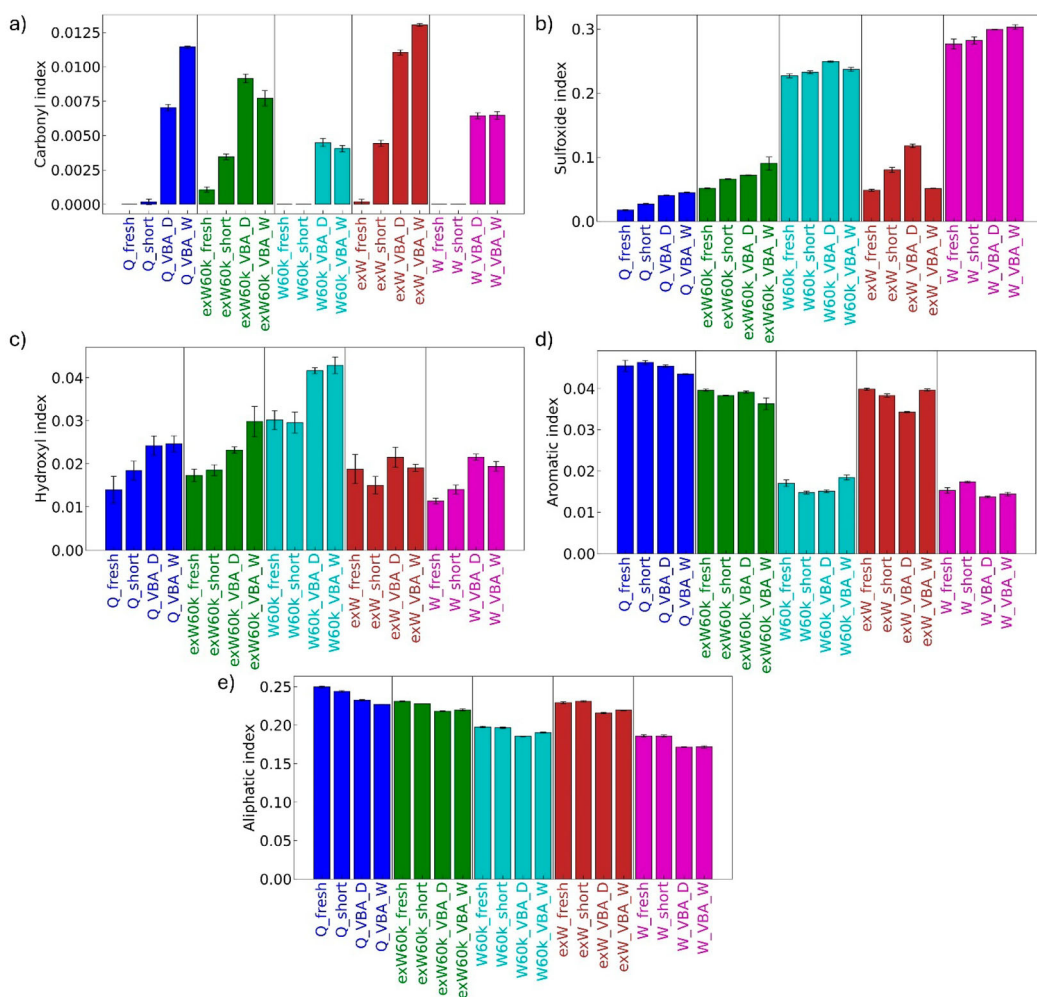 a)
Carbonyl index
0.0125
0.0100
0.0075
0.0050
0.0025
0.0000
Q_fresh
Q_short
Q_VBA_D
Q_VBA_W
exW60k_fresh
exW60k_short
exW60k_VBA_D
exW60k_VBA_W
W60k_fresh
W60k_short
W60k_VBA_D
W60k_VBA_W
exW_fresh
exW_short
exW_VBA_D
exW_VBA_W
W_fresh
W_short
W_VBA_D
W_VBA_W
b)
Sulfoxide index
0.3
0.2
0.1
0.0
Q_fresh
Q_short
Q_VBA_D
Q_VBA_W
exW60k_fresh
exW60k_short
exW60k_VBA_D
exW60k_VBA_W
W60k_fresh
W60k_short
W60k_VBA_D
W60k_VBA_W
exW_fresh
exW_short
exW_VBA_D
exW_VBA_W
W_fresh
W_short
W_VBA_D
W_VBA_W
c)
Hydroxyl index
0.04
0.03
0.02
0.01
0.00
Q_fresh
Q_short
Q_VBA_D
Q_VBA_W
exW60k_fresh
exW60k_short
exW60k_VBA_D
exW60k_VBA_W
W60k_fresh
W60k_short
W60k_VBA_D
W60k_VBA_W
exW_fresh
exW_short
exW_VBA_D
exW_VBA_W
W_fresh
W_short
W_VBA_D
W_VBA_W
d)
Aromatic index
0.04
0.03
0.02
0.01
0.00
Q_fresh
Q_short
Q_VBA_D
Q_VBA_W
exW60k_fresh
exW60k_short
exW60k_VBA_D
exW60k_VBA_W
W60k_fresh
W60k_short
W60k_VBA_D
W60k_VBA_W
exW_fresh
exW_short
exW_VBA_D
exW_VBA_W
W_fresh
W_short
W_VBA_D
W_VBA_W
e)
Aliphatic index
0.25
0.20
0.15
0.10
0.05
0.00
Q_fresh
Q_short
Q_VBA_D
Q_VBA_W
exW60k_fresh
exW60k_short
exW60k_VBA_D
exW60k_VBA_W
W60k_fresh
W60k_short
W60k_VBA_D
W60k_VBA_W
exW_fresh
exW_short
exW_VBA_D
exW_VBA_W
W_fresh
W_short
W_VBA_D
W_VBA_W